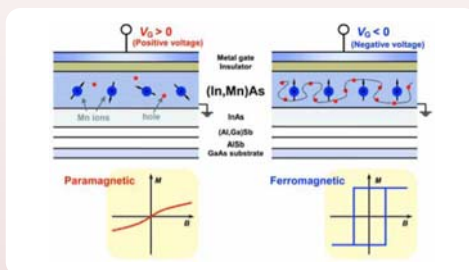 V_G > 0
(Positive voltage)
V_G < 0
(Negative voltage)
Metal gate
Insulator
(In,Mn)As
Mn ions
hole
InAs
(Al,Ga)Sb
AlSb
GaAs substrate
Paramagnetic
M
B
Ferromagnetic
M
B